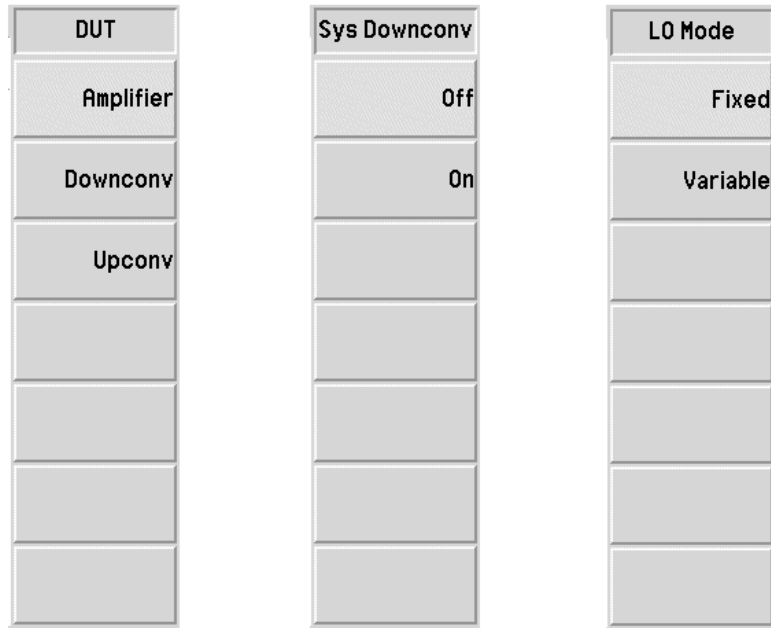 DUT
Amplifier
Downconv
Upconv
Sys Downconv
Off
On
LO Mode
Fixed
Variable